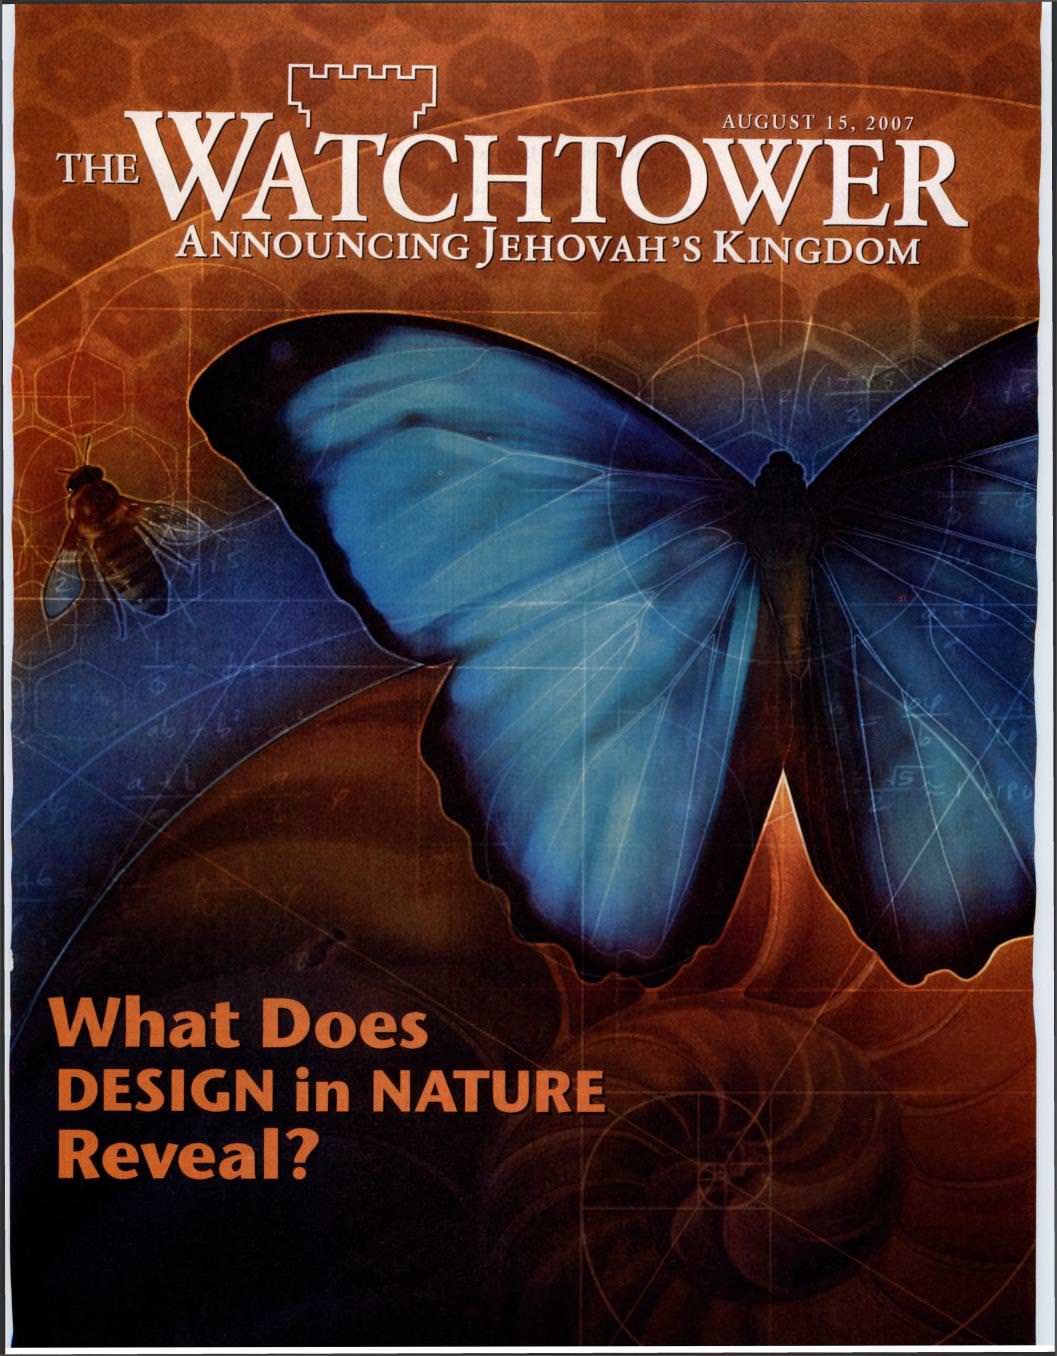 AUGUST 15, 2007
THE WATCHTOWER
ANNOUNCING JEHOVAH'S KINGDOM
What Does
DESIGN in NATURE
Reveal?